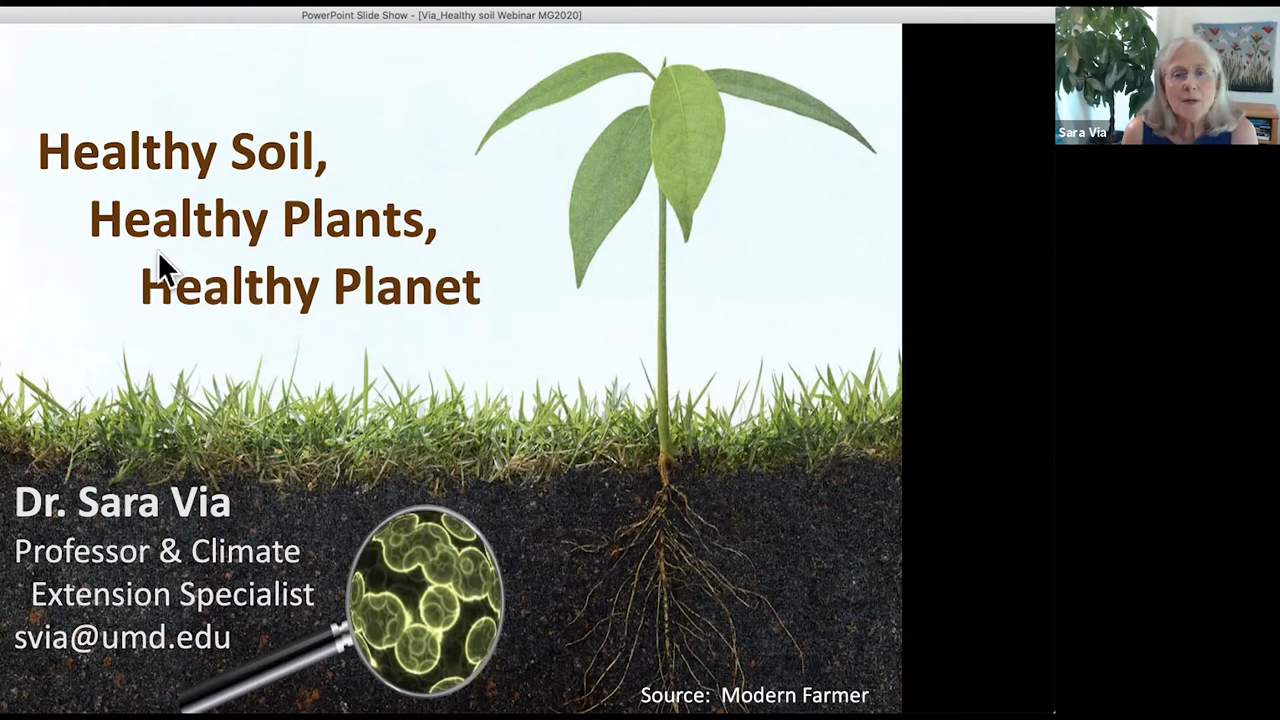 PowerPoint Slide Show - [Via_Healthy soil Webinar MG2020]
Healthy Soil,
Healthy Plants,
Healthy Planet
Dr. Sara Via
Professor & Climate
Extension Specialist
svia@umd.edu
Source: Modern Farmer
Sara Via